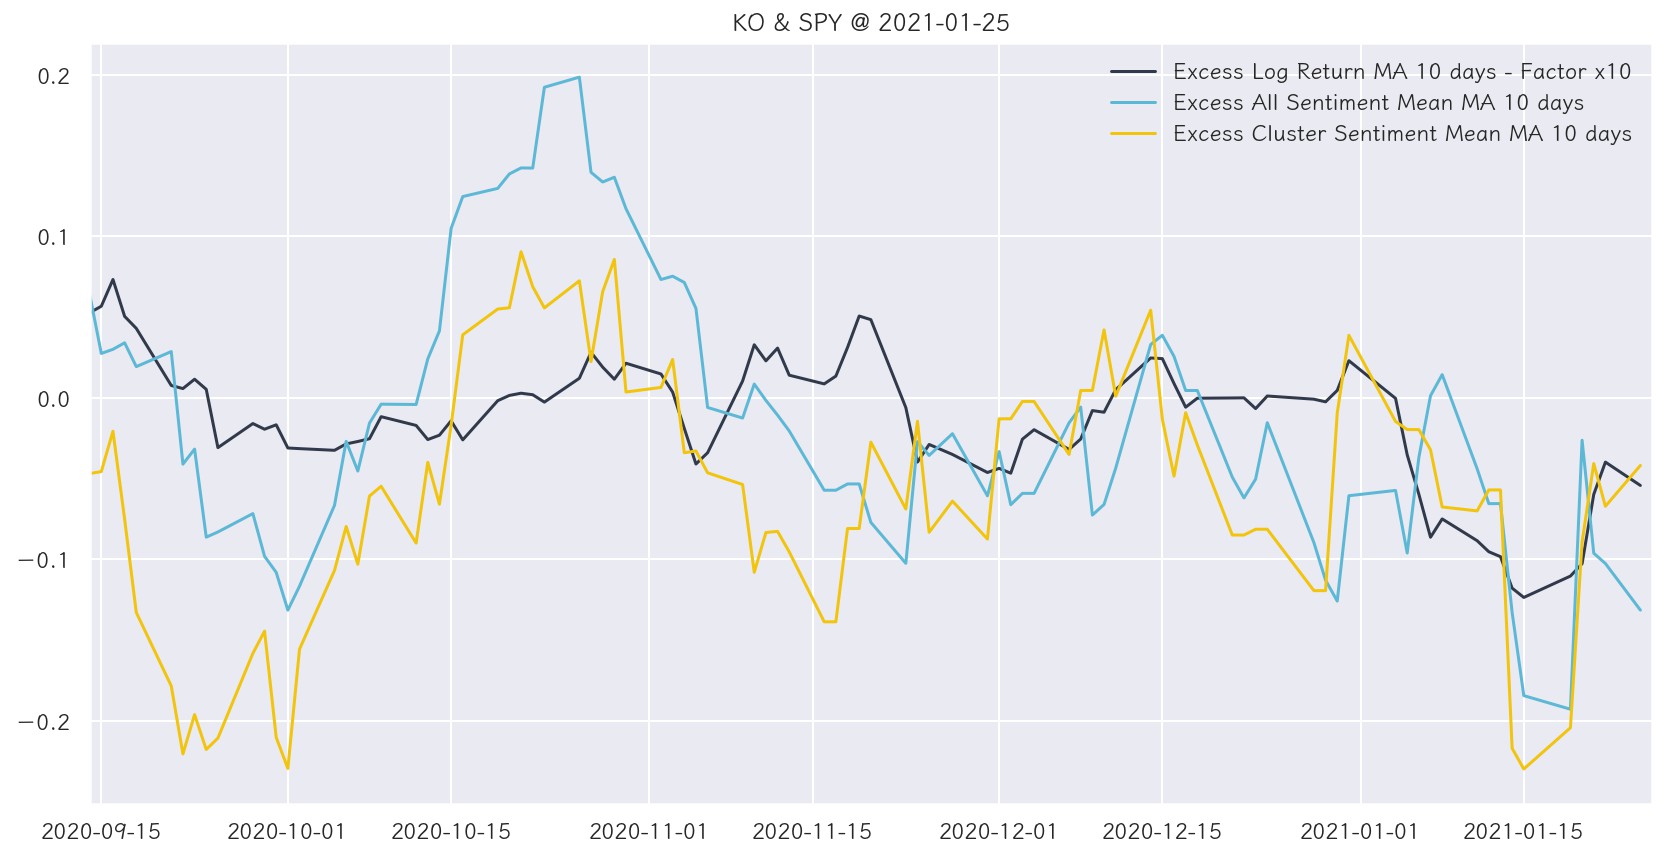 KO & SPY @ 2021-01-25
Excess Log Return MA 10 days - Factor x10
Excess All Sentiment Mean MA 10 days
Excess Cluster Sentiment Mean MA 10 days
0.2
0.1
0.0
−0.1
−0.2
2020-09-15 2020-10-01 2020-10-15 2020-11-01 2020-11-15 2020-12-01 2020-12-15 2021-01-01 2021-01-15